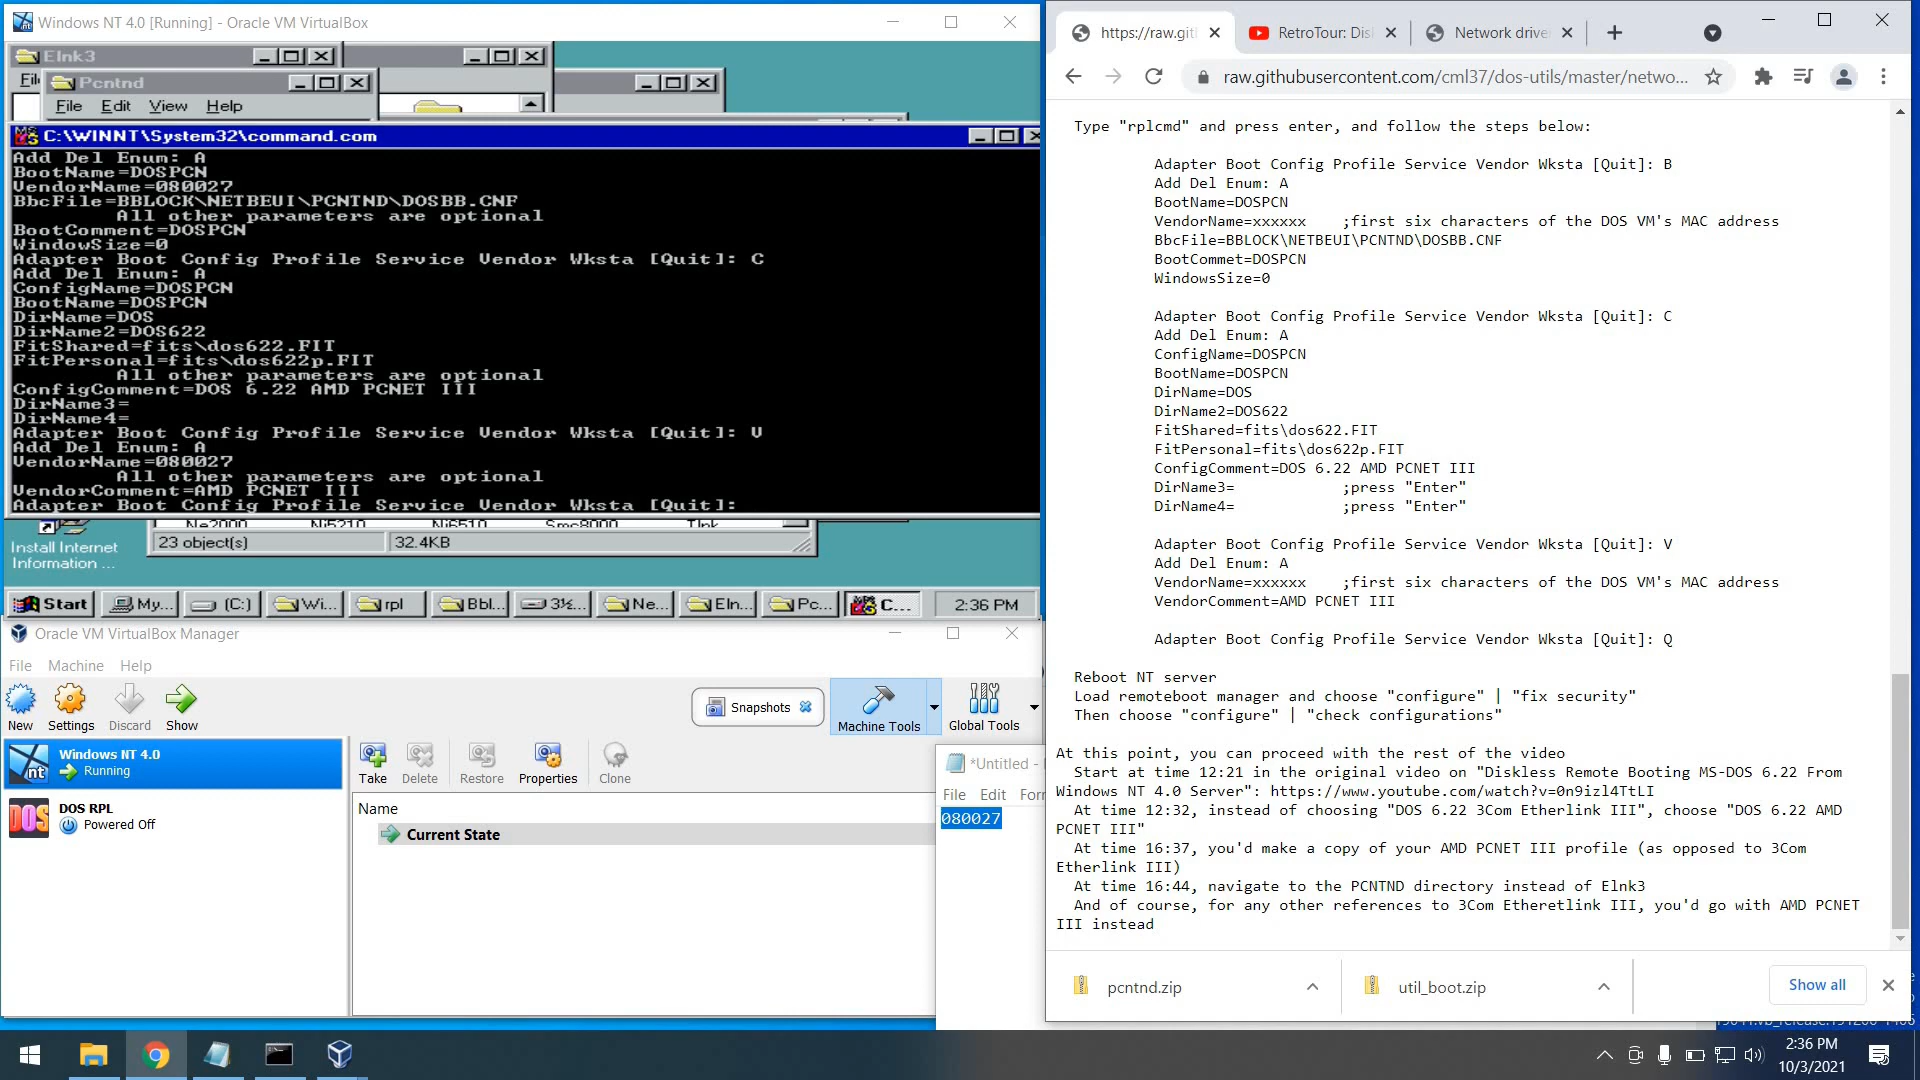 Windows NT 4.0 [Running] - Oracle VM VirtualBox
Elnk3
Pcntnd
File Edit View Help
C:\WINNT\System32\command.com
Add Del Enum: A
BootName=DOSPCN
VendorName=080027
BbcFile=BBLOCK\NETBEUI\PCNTND\DOSBB.CNF
All other parameters are optional
BootComment=DOSPCN
WindowSize=0
Adapter Boot Config Profile Service Vendor Wksta [Quit]: C
Add Del Enum: A
ConfigName=DOSPCN
BootName=DOSPCN
DirName=DOS
DirName2=DOS622
FitShared=fits\dos622.FIT
FitPersonal=fits\dos622p.FIT
All other parameters are optional
ConfigComment=DOS 6.22 AMD PCNET III
DirName3=
DirName4=
Adapter Boot Config Profile Service Vendor Wksta [Quit]: V
Add Del Enum: A
VendorName=080027
All other parameters are optional
VendorComment=AMD PCNET III
Adapter Boot Config Profile Service Vendor Wksta [Quit]:
Ne2000 Ni5210 Ni6510 Smc8000 Tlnk
Install Internet
Information ...
23 object(s) 32.4KB
Start My... (C:) Wi... rpl Bbl... 3½... Ne... Eln... Pc... C... 2:36 PM
Oracle VM VirtualBox Manager
File Machine Help
New Settings Discard Show Snapshots Machine Tools Global Tools
Windows NT 4.0
Running
DOS RPL
Powered Off
Take Delete Restore Properties Clone
Name
Current State
*Untitled -
File Edit
080027
https://raw.git RetroTour: Dis Network drive
raw.githubusercontent.com/cml37/dos-utils/master/netwo...
Type "rplcmd" and press enter, and follow the steps below:
Adapter Boot Config Profile Service Vendor Wksta [Quit]: B
Add Del Enum: A
BootName=DOSPCN
VendorName=xxxxxx ;first six characters of the DOS VM's MAC address
BbcFile=BBLOCK\NETBEUI\PCNTND\DOSBB.CNF
BootCommet=DOSPCN
WindowsSize=0
Adapter Boot Config Profile Service Vendor Wksta [Quit]: C
Add Del Enum: A
ConfigName=DOSPCN
BootName=DOSPCN
DirName=DOS
DirName2=DOS622
FitShared=fits\dos622.FIT
FitPersonal=fits\dos622p.FIT
ConfigComment=DOS 6.22 AMD PCNET III
DirName3= ;press "Enter"
DirName4= ;press "Enter"
Adapter Boot Config Profile Service Vendor Wksta [Quit]: V
Add Del Enum: A
VendorName=xxxxxx ;first six characters of the DOS VM's MAC address
VendorComment=AMD PCNET III
Adapter Boot Config Profile Service Vendor Wksta [Quit]: Q
Reboot NT server
Load remoteboot manager and choose "configure" | "fix security"
Then choose "configure" | "check configurations"
At this point, you can proceed with the rest of the video
Start at time 12:21 in the original video on "Diskless Remote Booting MS-DOS 6.22 From
Windows NT 4.0 Server": https://www.youtube.com/watch?v=0n9izl4TtLI
At time 12:32, instead of choosing "DOS 6.22 3Com Etherlink III", choose "DOS 6.22 AMD
PCNET III"
At time 16:37, you'd make a copy of your AMD PCNET III profile (as opposed to 3Com
Etherlink III)
At time 16:44, navigate to the PCNTND directory instead of Elnk3
And of course, for any other references to 3Com Etheretlink III, you'd go with AMD PCNET
III instead
pcntnd.zip util_boot.zip Show all
2:36 PM
10/3/2021